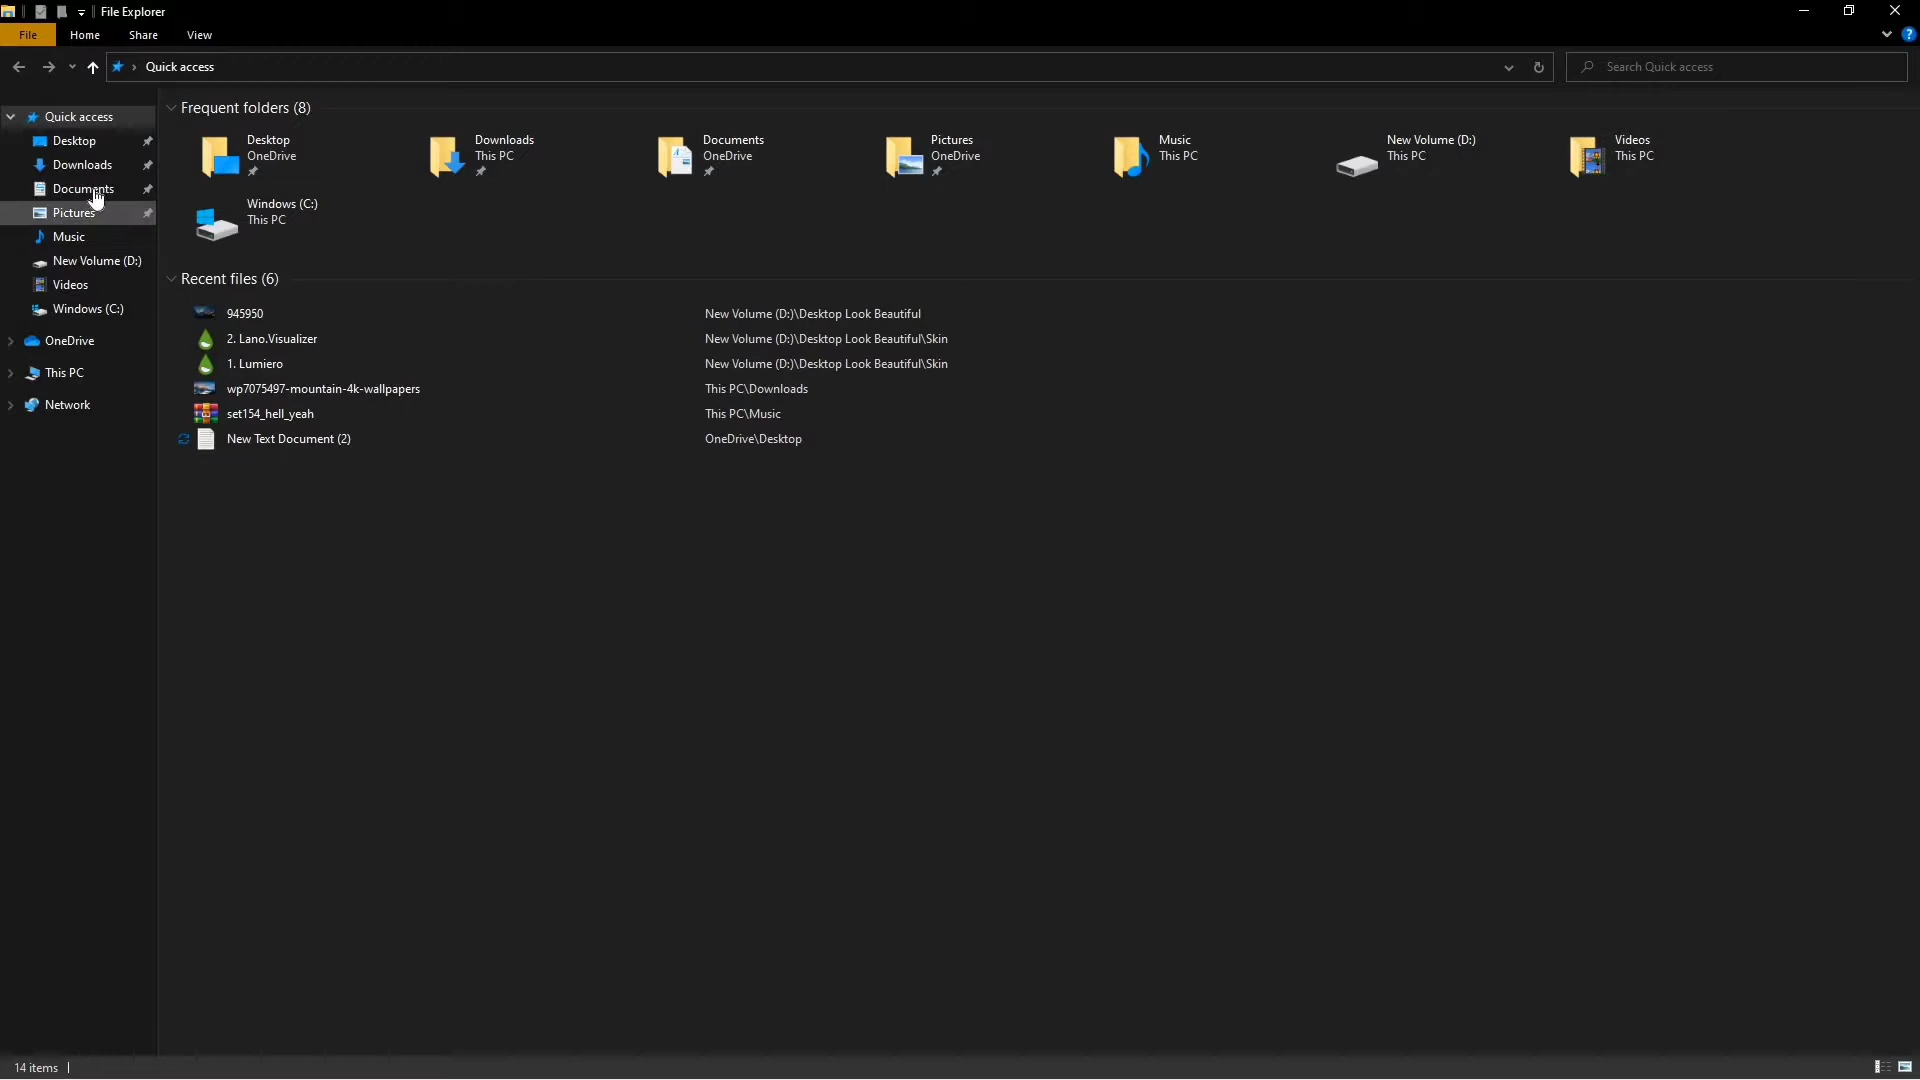 File Explorer
File Home Share View
Quick access
Search Quick access
Quick access
Desktop
Downloads
Documents
Pictures
Music
New Volume (D:)
Videos
Windows (C:)
OneDrive
This PC
Network
Frequent folders (8)
Desktop
OneDrive
Downloads
This PC
Documents
OneDrive
Pictures
OneDrive
Music
This PC
New Volume (D:)
This PC
Videos
This PC
Windows (C:)
This PC
Recent files (6)
945950 New Volume (D:)\Desktop Look Beautiful
2. Lano.Visualizer New Volume (D:)\Desktop Look Beautiful\Skin
1. Lumiero New Volume (D:)\Desktop Look Beautiful\Skin
wp7075497-mountain-4k-wallpapers This PC\Downloads
set154_hell_yeah This PC\Music
New Text Document (2) OneDrive\Desktop
14 items